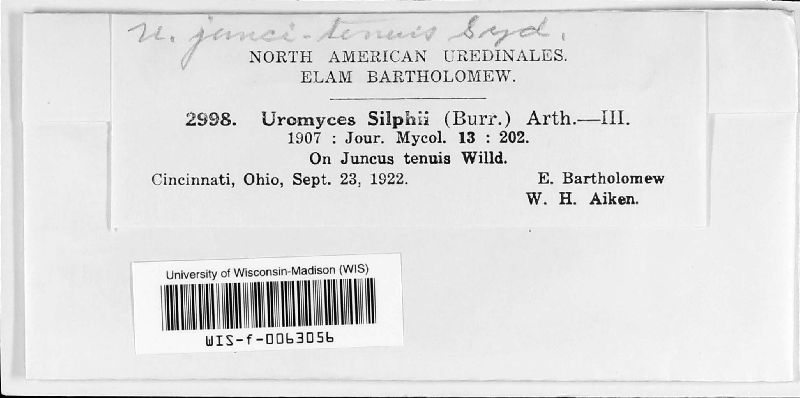 U. junci-tenuis Syd.
NORTH AMERICAN UREDINALES.
ELAM BARTHOLOMEW.
2998. Uromyces Silphii (Burr.) Arth.—III.
1907 : Jour. Mycol. 13 : 202.
On Juncus tenuis Willd.
Cincinnati, Ohio, Sept. 23, 1922. E. Bartholomew
W. H. Aiken.
University of Wisconsin-Madison (WIS)
WIS-f-0063056